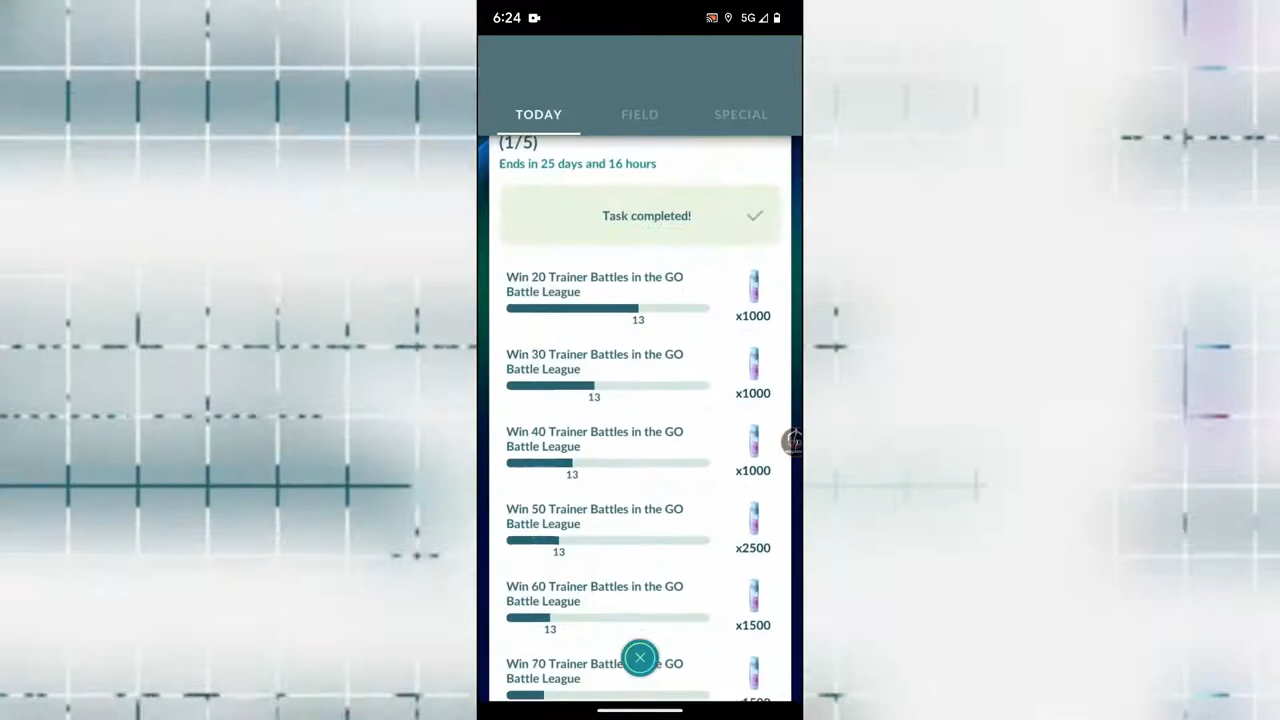 6:24
5G
TODAY
FIELD
SPECIAL
(1/5)
Ends in 25 days and 16 hours
Task completed!
Win 20 Trainer Battles in the GO
Battle League
13
x1000
Win 30 Trainer Battles in the GO
Battle League
13
x1000
Win 40 Trainer Battles in the GO
Battle League
13
x1000
Win 50 Trainer Battles in the GO
Battle League
13
x2500
Win 60 Trainer Battles in the GO
Battle League
13
x1500
Win 70 Trainer GO
Battle League